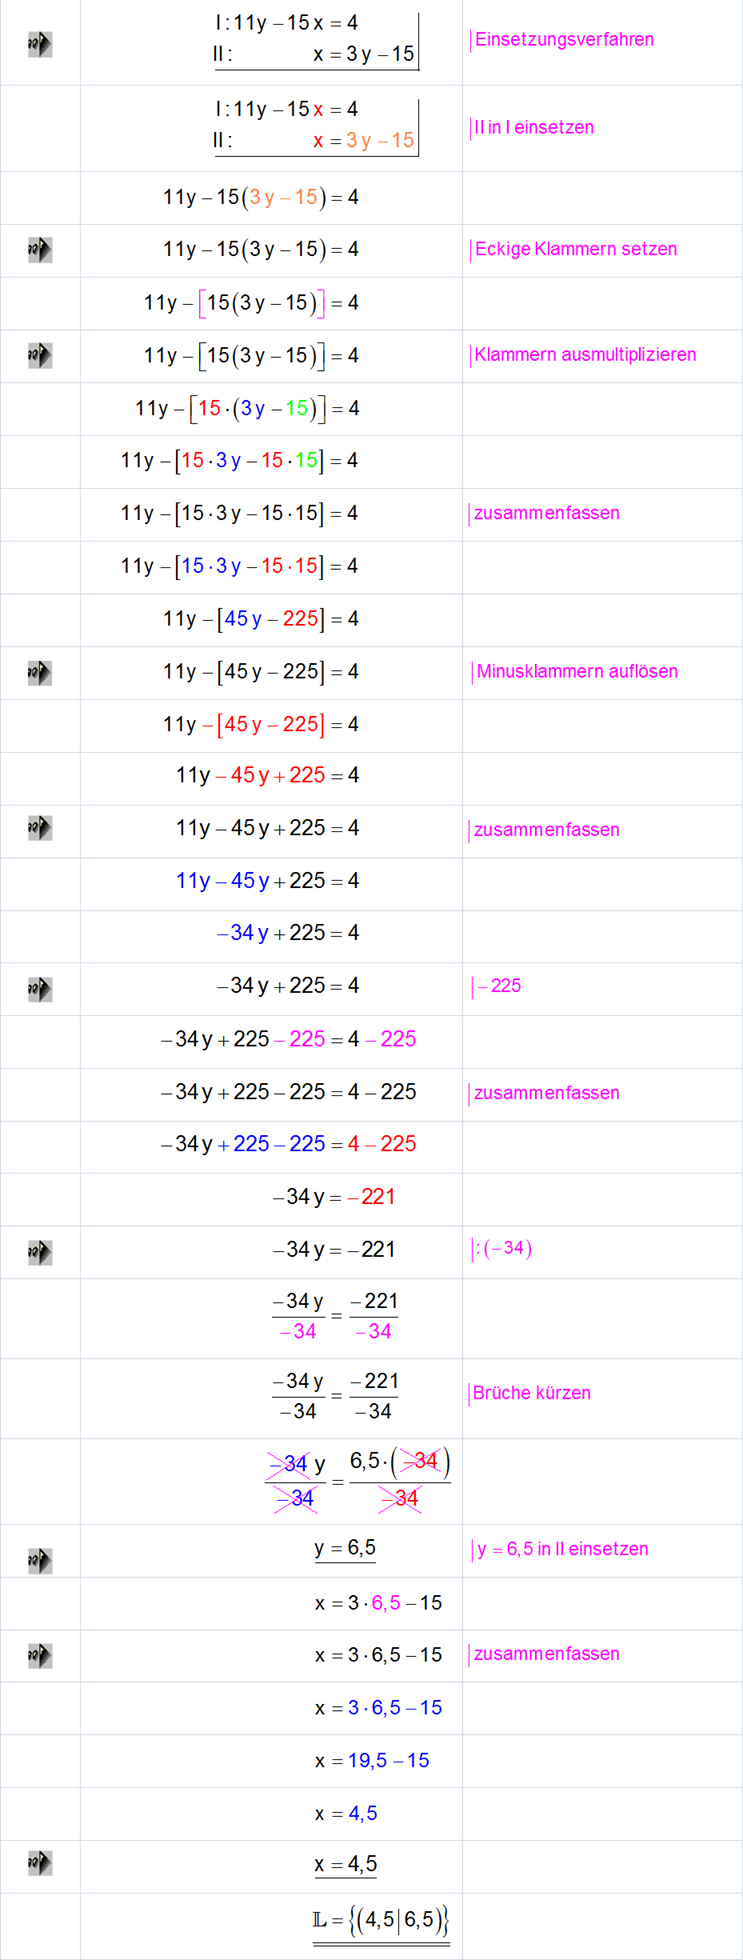 I: 11y − 15x = 4 |Einsetzungsverfahren
II: x = 3y − 15
I: 11y − 15x = 4 |II in I einsetzen
II: x = 3y − 15
11y − 15(3y − 15) = 4
11y − 15(3y − 15) = 4 |Eckige Klammern setzen
11y − [15(3y − 15)] = 4
11y − [15(3y − 15)] = 4 |Klammern ausmultiplizieren
11y − [15·(3y − 15)] = 4
11y − [15·3y − 15·15] = 4
11y − [15·3y − 15·15] = 4 |zusammenfassen
11y − [15·3y − 15·15] = 4
11y − [45y − 225] = 4
11y − [45y − 225] = 4 |Minusklammern auflösen
11y − [45y − 225] = 4
11y − 45y + 225 = 4
11y − 45y + 225 = 4 |zusammenfassen
11y − 45y + 225 = 4
−34y + 225 = 4
−34y + 225 = 4 |− 225
−34y + 225 − 225 = 4 − 225
−34y + 225 − 225 = 4 − 225 |zusammenfassen
−34y + 225 − 225 = 4 − 225
−34y = −221
−34y = −221 |:(−34)
−34y/−34 = −221/−34
−34y/−34 = −221/−34 |Brüche kürzen
−34 y/−34 = 6,5·(−34)/−34
y = 6,5 |y = 6,5 in II einsetzen
x = 3·6,5 − 15
x = 3·6,5 − 15 |zusammenfassen
x = 3·6,5 − 15
x = 19,5 − 15
x = 4,5
x = 4,5
𝕃 = {(4,5|6,5)}